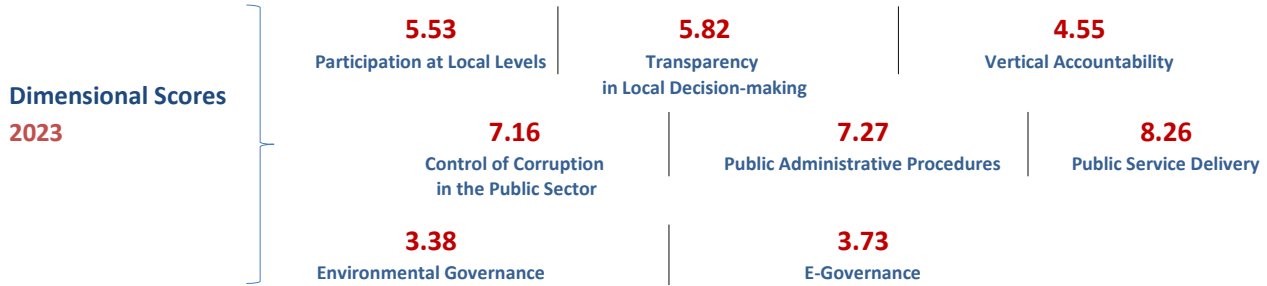 Dimensional Scores
2023
5.53
Participation at Local Levels
5.82
Transparency
in Local Decision-making
4.55
Vertical Accountability
7.16
Control of Corruption
in the Public Sector
7.27
Public Administrative Procedures
8.26
Public Service Delivery
3.38
Environmental Governance
3.73
E-Governance